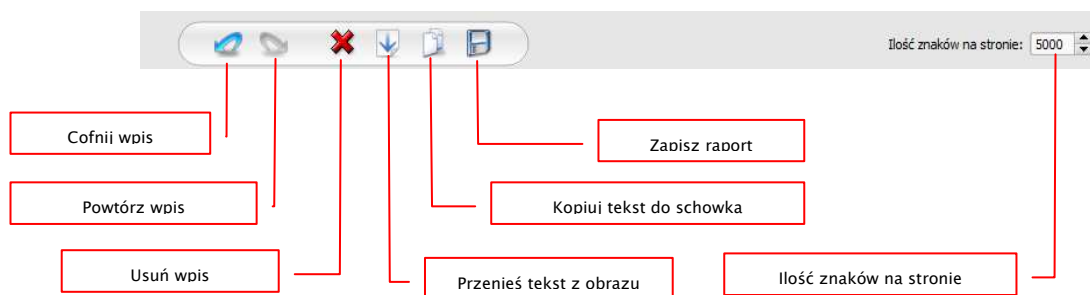 Ilość znaków na stronie: 5000
Cofnij wpis
Zapisz raport
Powtórz wpis
Kopiuj tekst do schowka
Usuń wpis
Przenieś tekst z obrazu
Ilość znaków na stronie